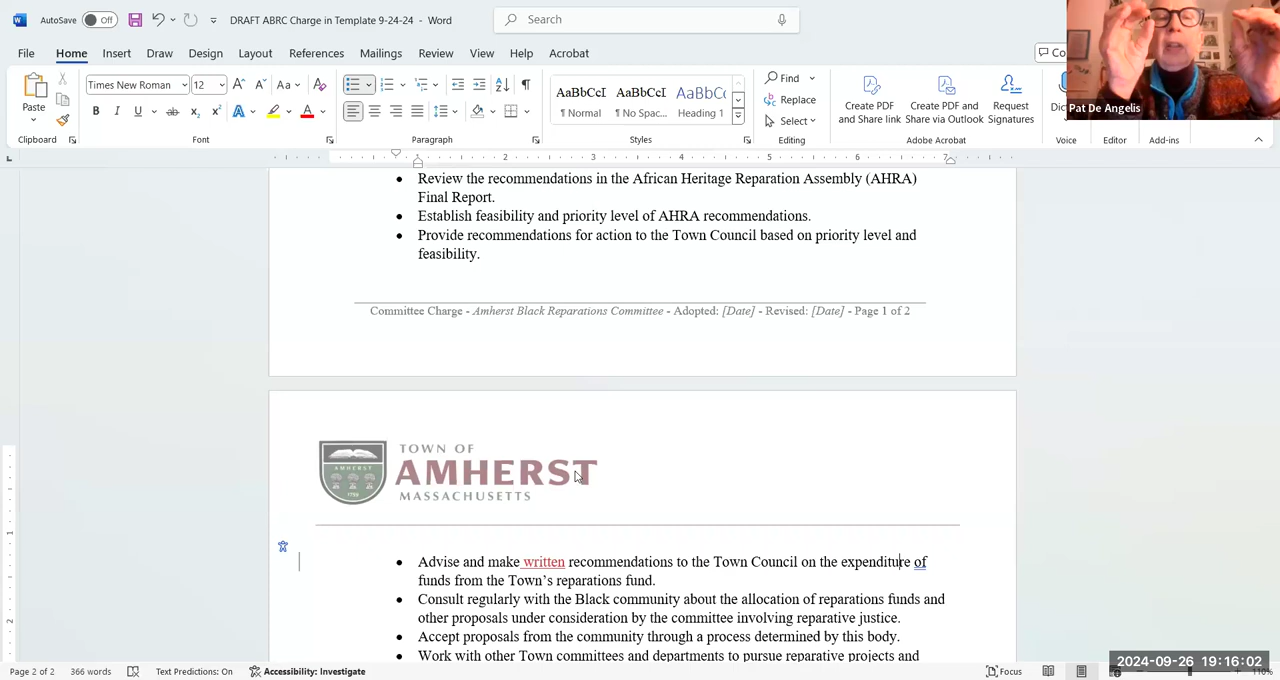 DRAFT ABRC Charge in Template 9-24-24 - Word
AutoSave Off
Search
File Home Insert Draw Design Layout References Mailings Review View Help Acrobat
Paste
Times New Roman 12
AaBbCcI AaBbCcI AaBbC
¶ Normal ¶ No Spac... Heading 1
Find
Replace
Select
Create PDF and Share link
Create PDF and Share via Outlook
Request Signatures
Pat De Angelis
Clipboard Font Paragraph Styles Editing Adobe Acrobat Voice Editor Add-ins
2 3 4 5 6 7
• Review the recommendations in the African Heritage Reparation Assembly (AHRA)
Final Report.
• Establish feasibility and priority level of AHRA recommendations.
• Provide recommendations for action to the Town Council based on priority level and
feasibility.
Committee Charge - Amherst Black Reparations Committee - Adopted: [Date] - Revised: [Date] - Page 1 of 2
AMHERST
1759
TOWN OF
AMHERST
MASSACHUSETTS
• Advise and make written recommendations to the Town Council on the expenditure of
funds from the Town’s reparations fund.
• Consult regularly with the Black community about the allocation of reparations funds and
other proposals under consideration by the committee involving reparative justice.
• Accept proposals from the community through a process determined by this body.
• Work with other Town committees and departments to pursue reparative projects and
Page 2 of 2 366 words Text Predictions: On Accessibility: Investigate Focus
2024-09-26 19:16:02